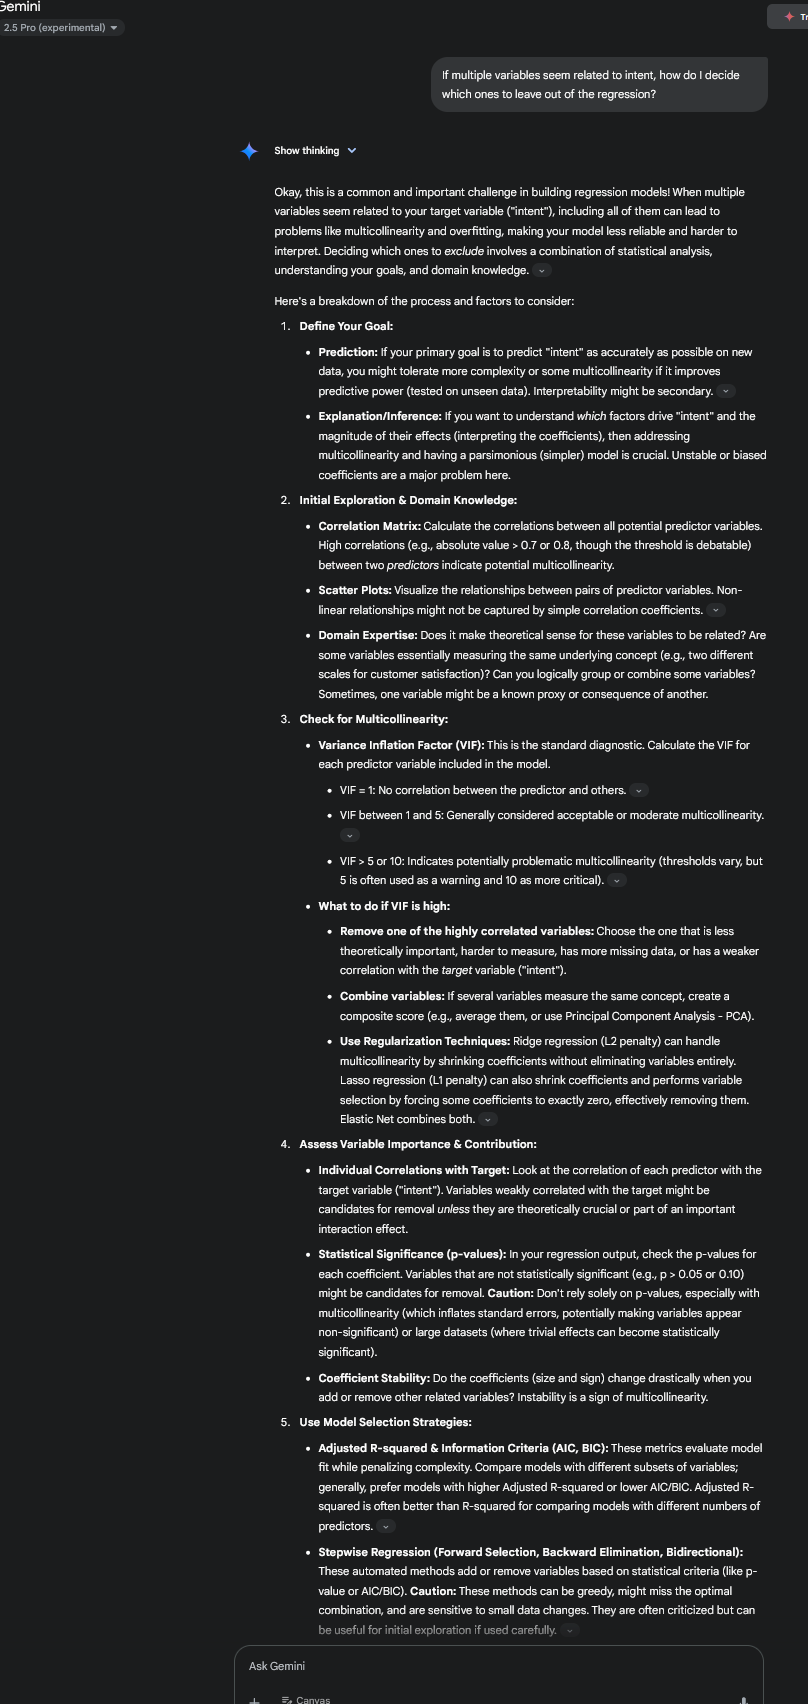 Gemini
2.5 Pro (experimental)
If multiple variables seem related to intent, how do I decide
which ones to leave out of the regression?
Show thinking
Okay, this is a common and important challenge in building regression models! When multiple
variables seem related to your target variable ("intent"), including all of them can lead to
problems like multicollinearity and overfitting, making your model less reliable and harder to
interpret. Deciding which ones to exclude involves a combination of statistical analysis,
understanding your goals, and domain knowledge.
Here's a breakdown of the process and factors to consider:
1. Define Your Goal:
• Prediction: If your primary goal is to predict "intent" as accurately as possible on new
data, you might tolerate more complexity or some multicollinearity if it improves
predictive power (tested on unseen data). Interpretability might be secondary.
• Explanation/Inference: If you want to understand which factors drive "intent" and the
magnitude of their effects (interpreting the coefficients), then addressing
multicollinearity and having a parsimonious (simpler) model is crucial. Unstable or biased
coefficients are a major problem here.
2. Initial Exploration & Domain Knowledge:
• Correlation Matrix: Calculate the correlations between all potential predictor variables.
High correlations (e.g., absolute value > 0.7 or 0.8, though the threshold is debatable)
between two predictors indicate potential multicollinearity.
• Scatter Plots: Visualize the relationships between pairs of predictor variables. Non-
linear relationships might not be captured by simple correlation coefficients.
• Domain Expertise: Does it make theoretical sense for these variables to be related? Are
some variables essentially measuring the same underlying concept (e.g., two different
scales for customer satisfaction)? Can you logically group or combine some variables?
Sometimes, one variable might be a known proxy or consequence of another.
3. Check for Multicollinearity:
• Variance Inflation Factor (VIF): This is the standard diagnostic. Calculate the VIF for
each predictor variable included in the model.
• VIF = 1: No correlation between the predictor and others.
• VIF between 1 and 5: Generally considered acceptable or moderate multicollinearity.
• VIF > 5 or 10: Indicates potentially problematic multicollinearity (thresholds vary, but
5 is often used as a warning and 10 as more critical).
• What to do if VIF is high:
• Remove one of the highly correlated variables: Choose the one that is less
theoretically important, harder to measure, has more missing data, or has a weaker
correlation with the target variable ("intent").
• Combine variables: If several variables measure the same concept, create a
composite score (e.g., average them, or use Principal Component Analysis - PCA).
• Use Regularization Techniques: Ridge regression (L2 penalty) can handle
multicollinearity by shrinking coefficients without eliminating variables entirely.
Lasso regression (L1 penalty) can also shrink coefficients and performs variable
selection by forcing some coefficients to exactly zero, effectively removing them.
Elastic Net combines both.
4. Assess Variable Importance & Contribution:
• Individual Correlations with Target: Look at the correlation of each predictor with the
target variable ("intent"). Variables weakly correlated with the target might be
candidates for removal unless they are theoretically crucial or part of an important
interaction effect.
• Statistical Significance (p-values): In your regression output, check the p-values for
each coefficient. Variables that are not statistically significant (e.g., p > 0.05 or 0.10)
might be candidates for removal. Caution: Don't rely solely on p-values, especially with
multicollinearity (which inflates standard errors, potentially making variables appear
non-significant) or large datasets (where trivial effects can become statistically
significant).
• Coefficient Stability: Do the coefficients (size and sign) change drastically when you
add or remove other related variables? Instability is a sign of multicollinearity.
5. Use Model Selection Strategies:
• Adjusted R-squared & Information Criteria (AIC, BIC): These metrics evaluate model
fit while penalizing complexity. Compare models with different subsets of variables;
generally, prefer models with higher Adjusted R-squared or lower AIC/BIC. Adjusted R-
squared is often better than R-squared for comparing models with different numbers of
predictors.
• Stepwise Regression (Forward Selection, Backward Elimination, Bidirectional):
These automated methods add or remove variables based on statistical criteria (like p-
value or AIC/BIC). Caution: These methods can be greedy, might miss the optimal
combination, and are sensitive to small data changes. They are often criticized but can
be useful for initial exploration if used carefully.
Ask Gemini
Canvas